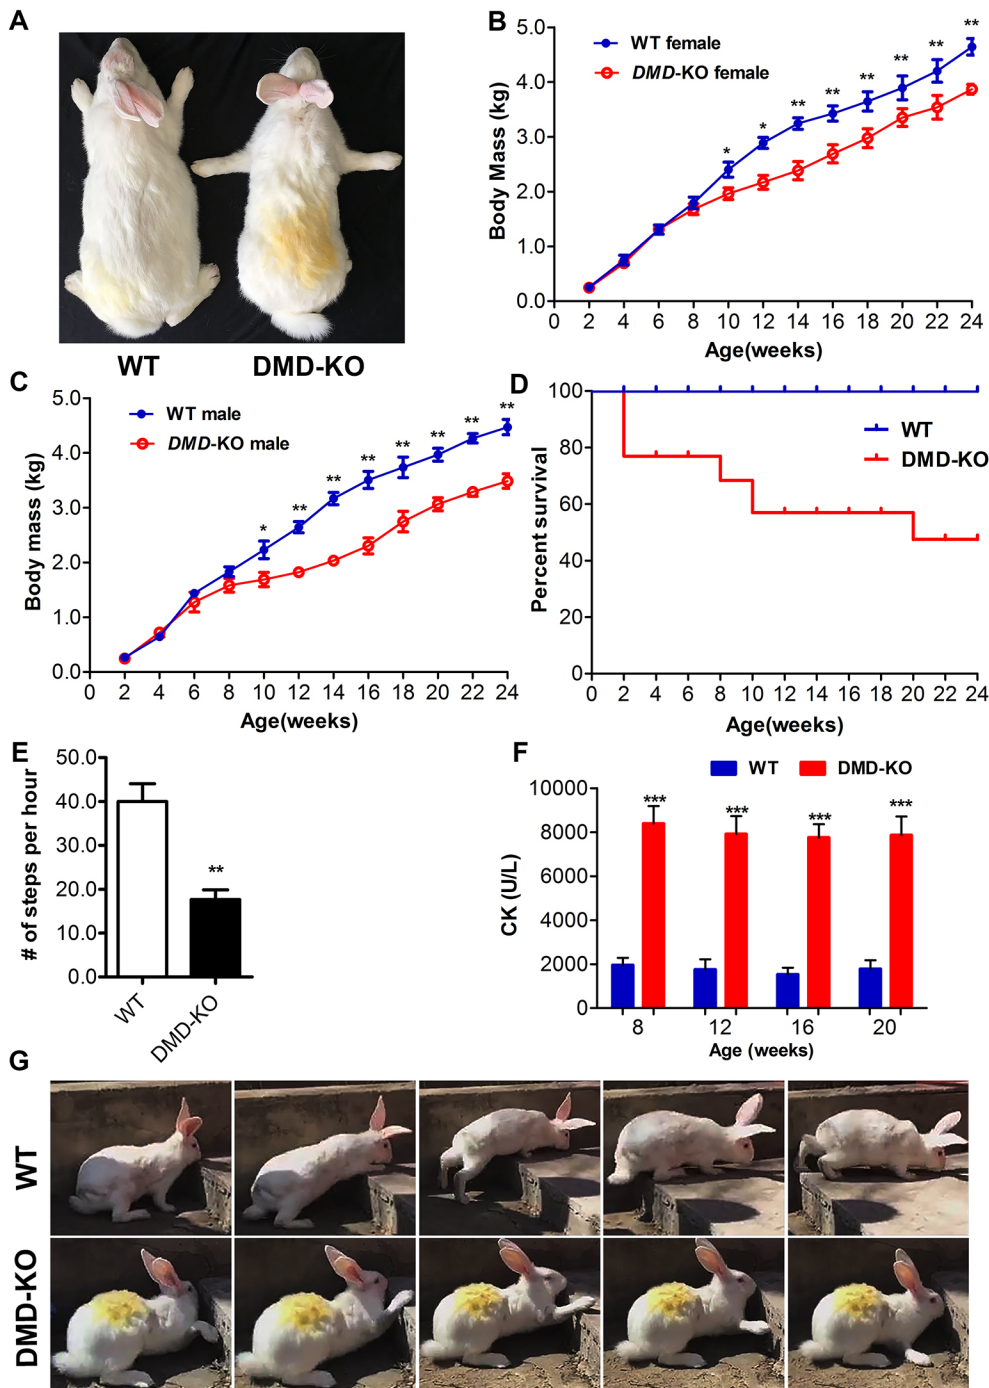 A
WT
DMD-KO
B
WT female
DMD-KO female
Body Mass (kg)
5.0
4.0
3.0
2.0
1.0
0.0
* * ** ** ** ** ** **
0 2 4 6 8 10 12 14 16 18 20 22 24
Age(weeks)
C
WT male
DMD-KO male
Body mass (kg)
5.0
4.0
3.0
2.0
1.0
0.0
* ** ** ** ** ** ** **
0 2 4 6 8 10 12 14 16 18 20 22 24
Age(weeks)
D
WT
DMD-KO
Percent survival
100
80
60
40
20
0
0 2 4 6 8 10 12 14 16 18 20 22 24
Age(weeks)
E
# of steps per hour
50.0
40.0
30.0
20.0
10.0
0.0
**
WT
DMD-KO
F
WT DMD-KO
CK (U/L)
10000
8000
6000
4000
2000
0
*** *** *** ***
8 12 16 20
Age (weeks)
G
WT
DMD-KO